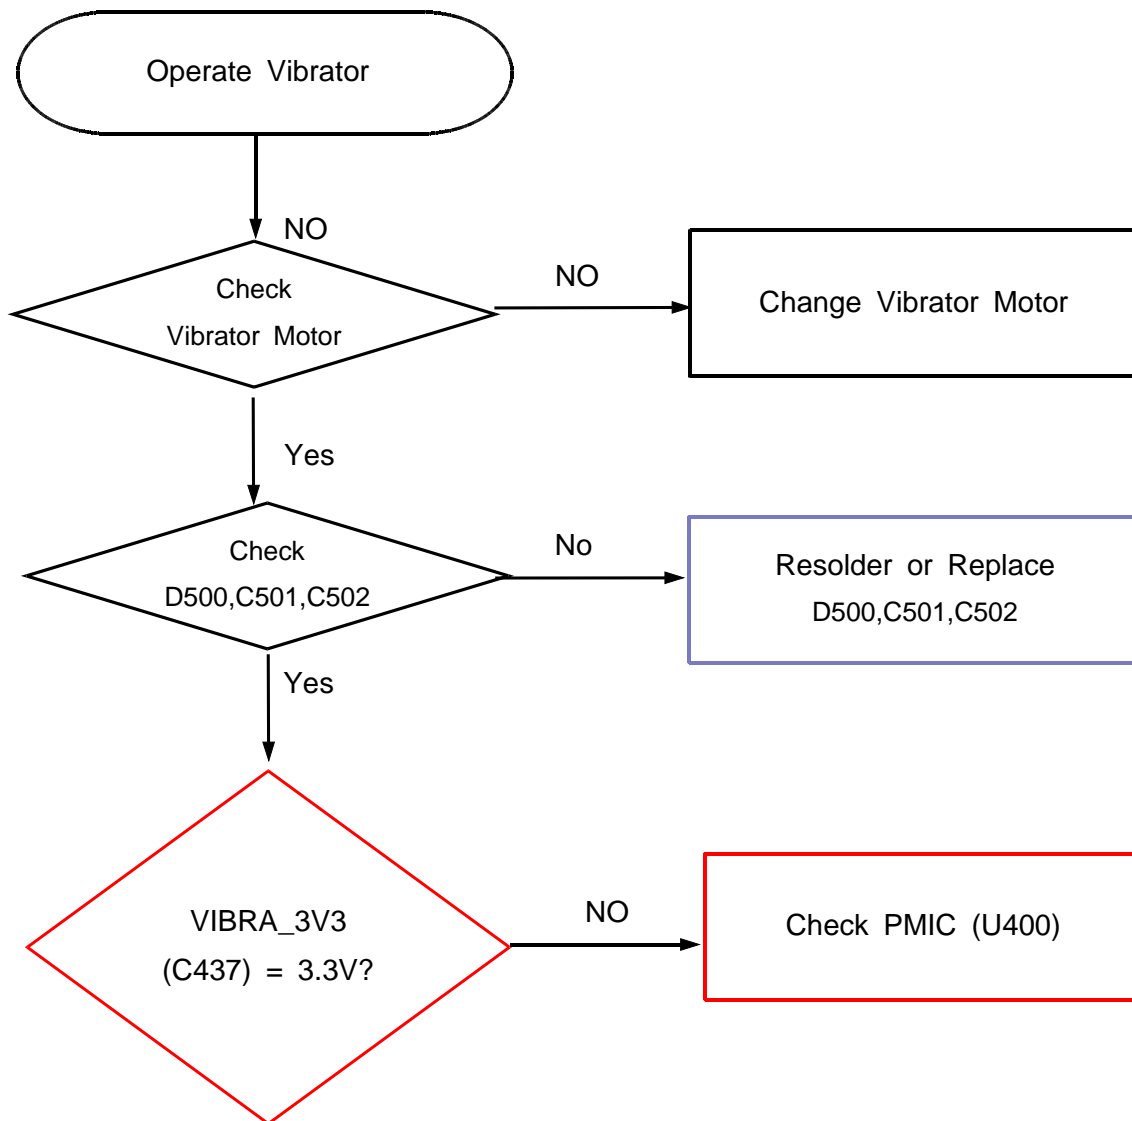 Operate Vibrator
NO
Check
Vibrator Motor
NO
Change Vibrator Motor
Yes
Check
D500,C501,C502
No
Resolder or Replace
D500,C501,C502
Yes
VIBRA_3V3
(C437) = 3.3V?
NO
Check PMIC (U400)